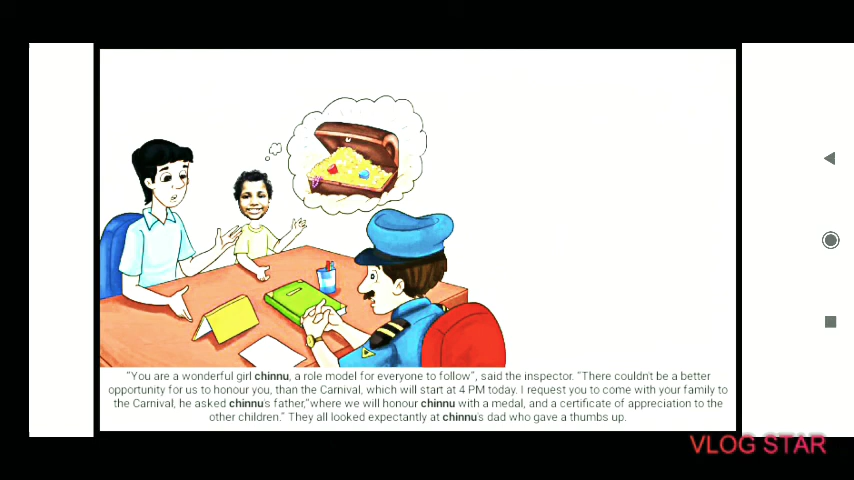 "You are a wonderful girl chinnu, a role model for everyone to follow", said the inspector. "There couldn't be a better
opportunity for us to honour you, than the Carnival, which will start at 4 PM today. I request you to come with your family to
the Carnival, he asked chinnu's father,"where we will honour chinnu with a medal, and a certificate of appreciation to the
other children." They all looked expectantly at chinnu's dad who gave a thumbs up.
VLOG STAR